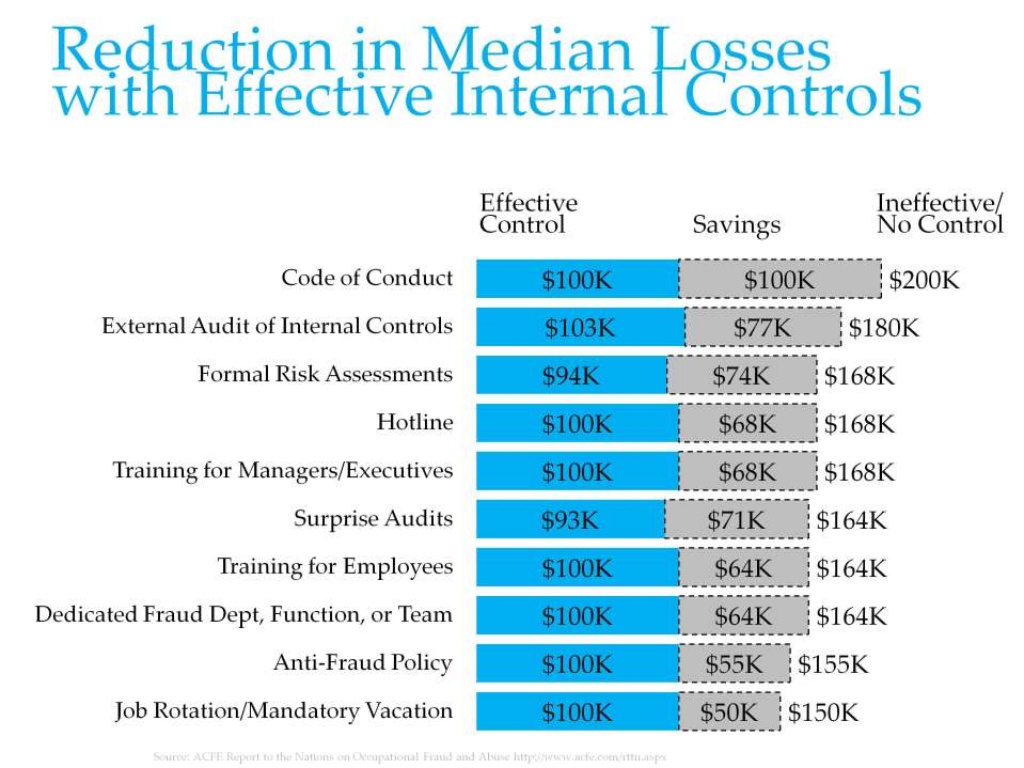 Reduction in Median Losses
with Effective Internal Controls
Effective
Control
Savings
Ineffective/
No Control
Code of Conduct $100K $100K $200K
External Audit of Internal Controls $103K $77K $180K
Formal Risk Assessments $94K $74K $168K
Hotline $100K $68K $168K
Training for Managers/Executives $100K $68K $168K
Surprise Audits $93K $71K $164K
Training for Employees $100K $64K $164K
Dedicated Fraud Dept, Function, or Team $100K $64K $164K
Anti-Fraud Policy $100K $55K $155K
Job Rotation/Mandatory Vacation $100K $50K $150K
Source: ACFE Report to the Nations on Occupational Fraud and Abuse http://www.acfe.com/rttn.aspx